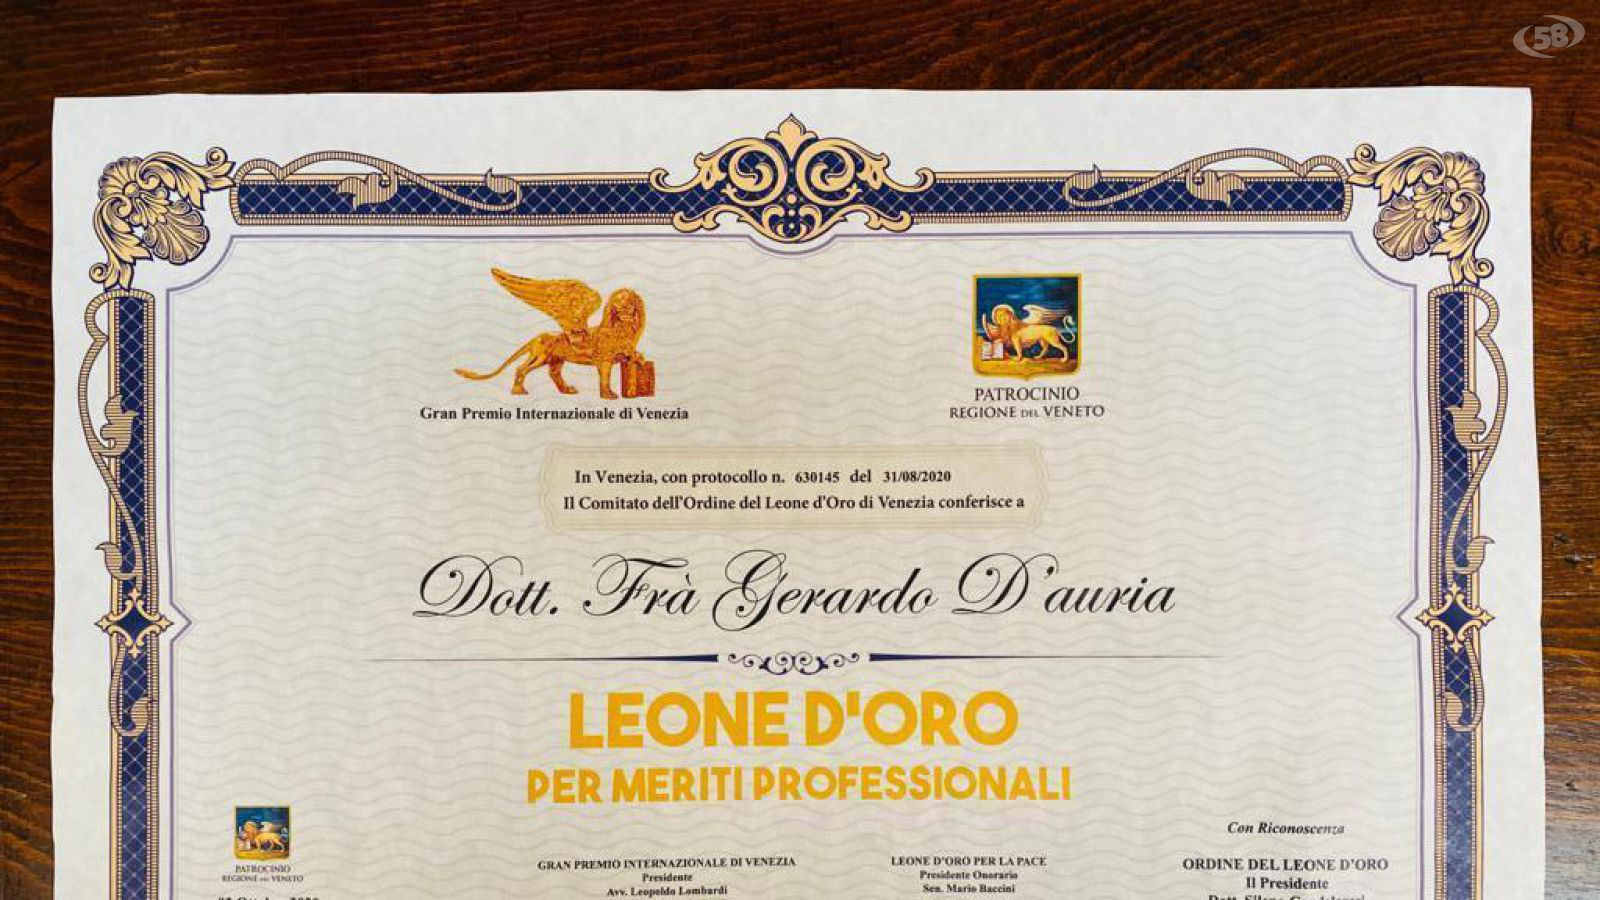 58
Gran Premio Internazionale di Venezia
PATROCINIO
REGIONE DEL VENETO
In Venezia, con protocollo n. 630145 del 31/08/2020
Il Comitato dell'Ordine del Leone d'Oro di Venezia conferisce a
Dott. Frà Gerardo D'auria
LEONE D'ORO
PER MERITI PROFESSIONALI
PATROCINIO
REGIONE DEL VENETO
GRAN PREMIO INTERNAZIONALE DI VENEZIA
Presidente
Avv. Leopoldo Lombardi
LEONE D'ORO PER LA PACE
Presidente Onorario
Sen. Mario Baccini
Con Riconoscenza
ORDINE DEL LEONE D'ORO
Il Presidente